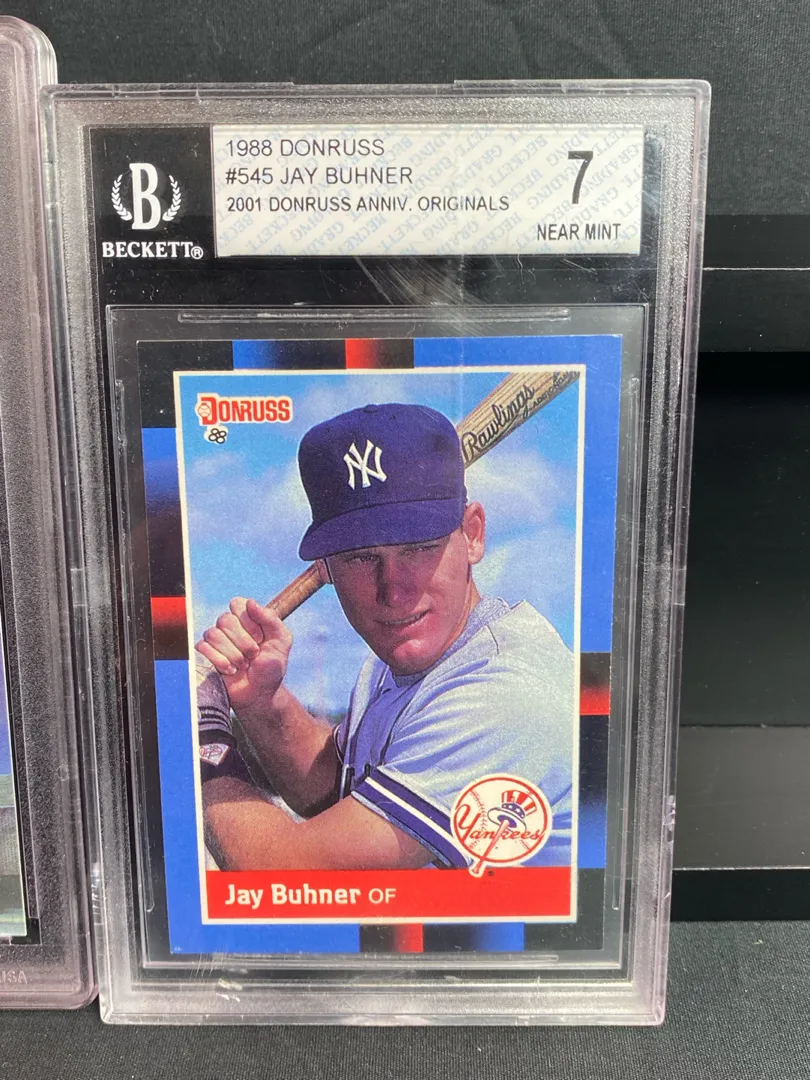 1988 DONRUSS
#545 JAY BUHNER
2001 DONRUSS ANNIV. ORIGINALS
7
NEAR MINT
B
BECKETT®
DONRUSS
88
NY
Rawlings
Yankees
Jay Buhner OF
USA